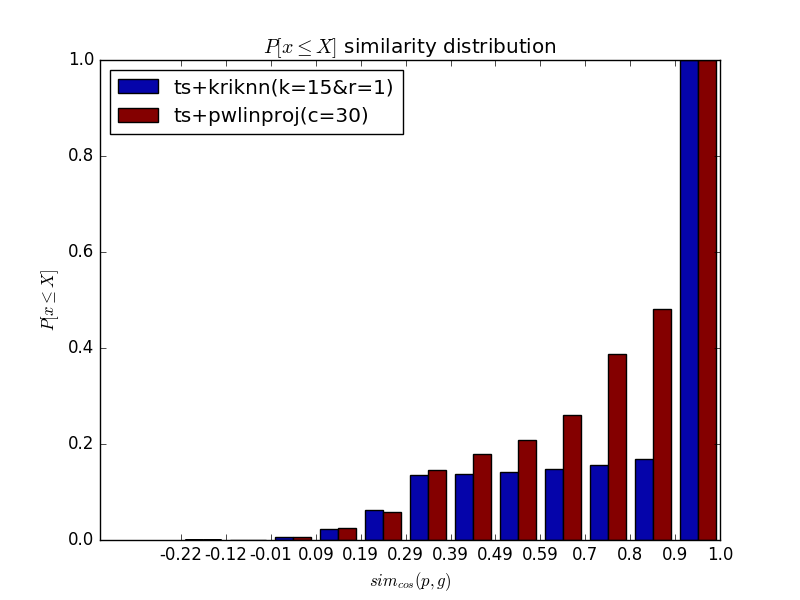 P[x ≤ X] similarity distribution
ts+kriknn(k=15&r=1)
ts+pwlinproj(c=30)
1.0
0.8
0.6
0.4
0.2
0.0
P[x ≤ X]
-0.22 -0.12 -0.01 0.09 0.19 0.29 0.39 0.49 0.59 0.7 0.8 0.9 1.0
sim_cos(p,g)